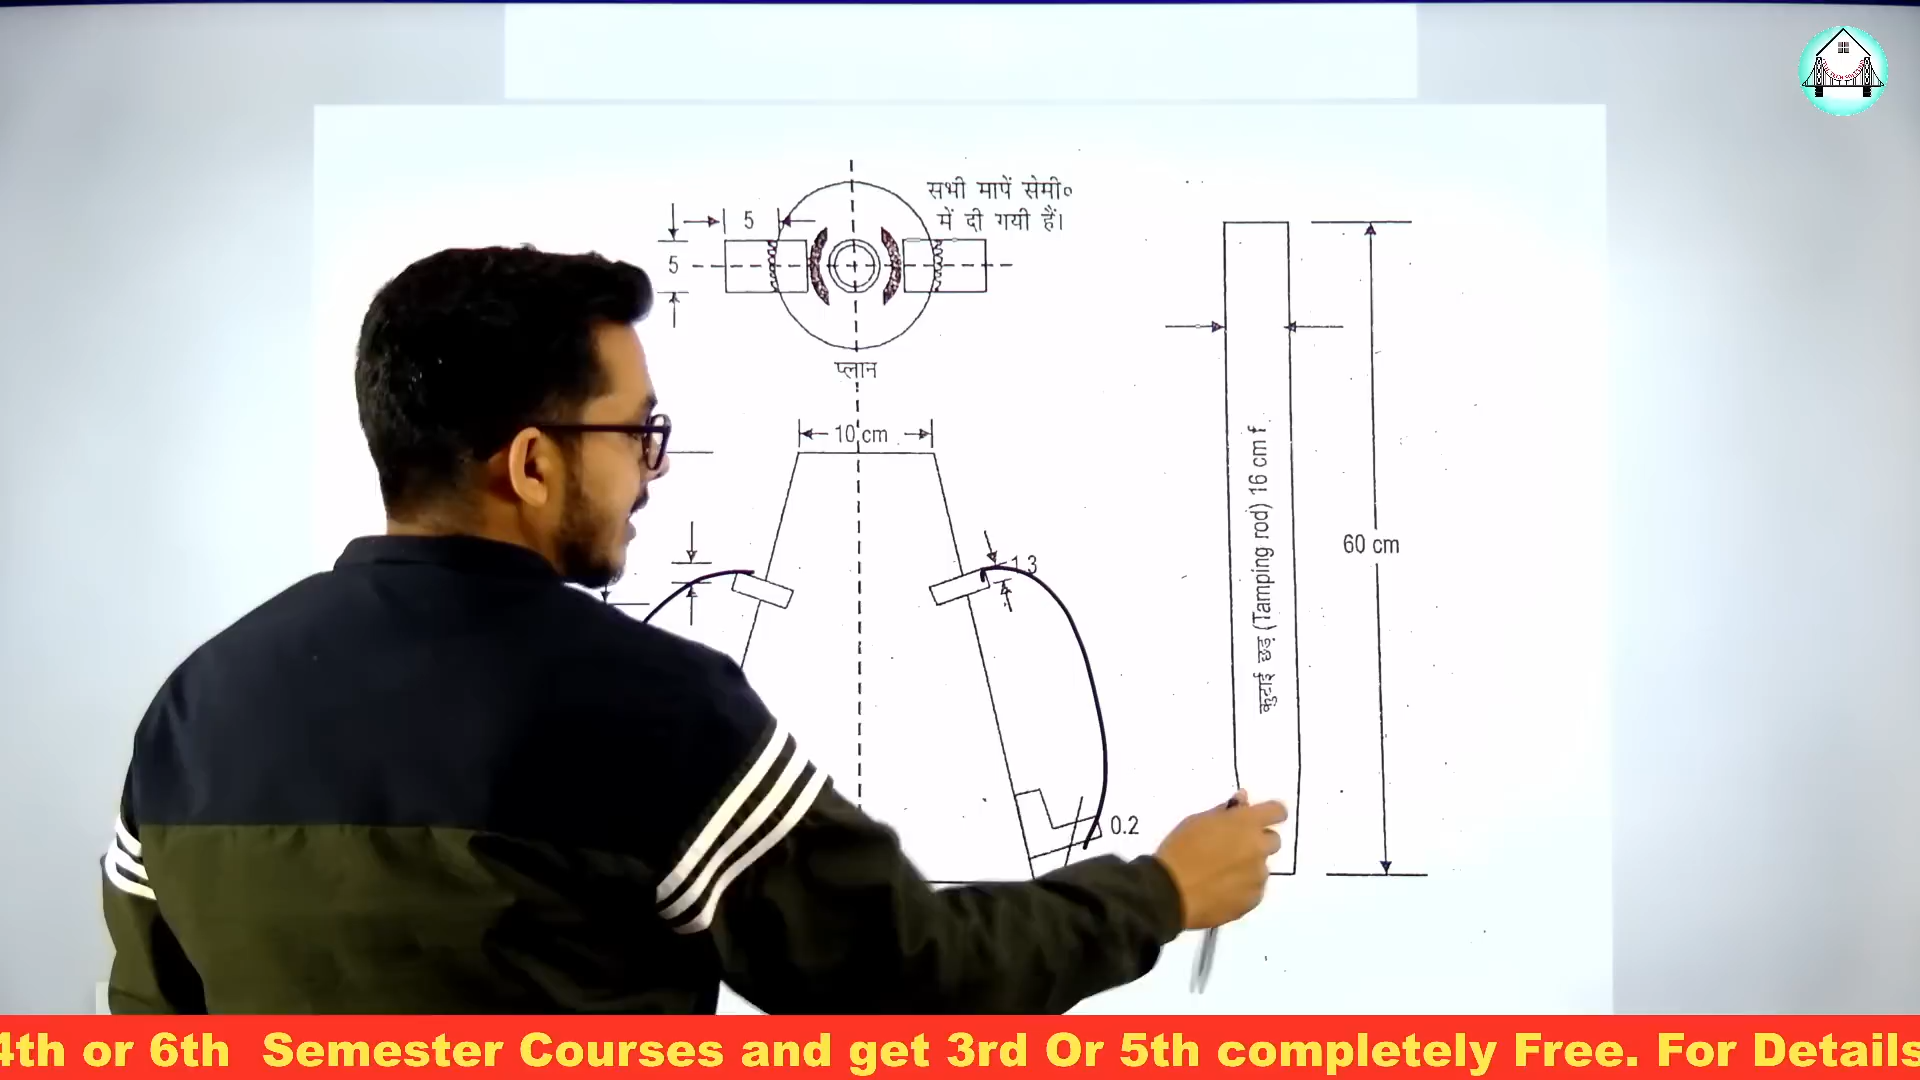 सभी मापें सेमी०
में दी गयी हैं।
5
5
प्लान
10 cm
1.3
0.2
कुटाई छड़ (Tamping rod) 16 cm f
60 cm
4th or 6th Semester Courses and get 3rd Or 5th completely Free. For Details